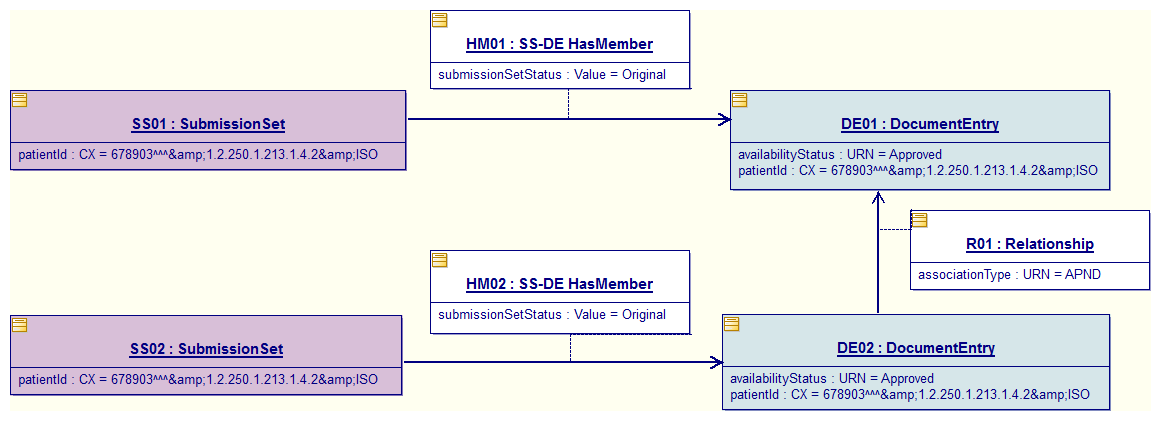 HM01 : SS-DE HasMember
submissionSetStatus : Value = Original
SS01 : SubmissionSet
patientId : CX = 678903^^^&amp;1.2.250.1.213.1.4.2&amp;ISO
DE01 : DocumentEntry
availabilityStatus : URN = Approved
patientId : CX = 678903^^^&amp;1.2.250.1.213.1.4.2&amp;ISO
R01 : Relationship
associationType : URN = APND
HM02 : SS-DE HasMember
submissionSetStatus : Value = Original
SS02 : SubmissionSet
patientId : CX = 678903^^^&amp;1.2.250.1.213.1.4.2&amp;ISO
DE02 : DocumentEntry
availabilityStatus : URN = Approved
patientId : CX = 678903^^^&amp;1.2.250.1.213.1.4.2&amp;ISO